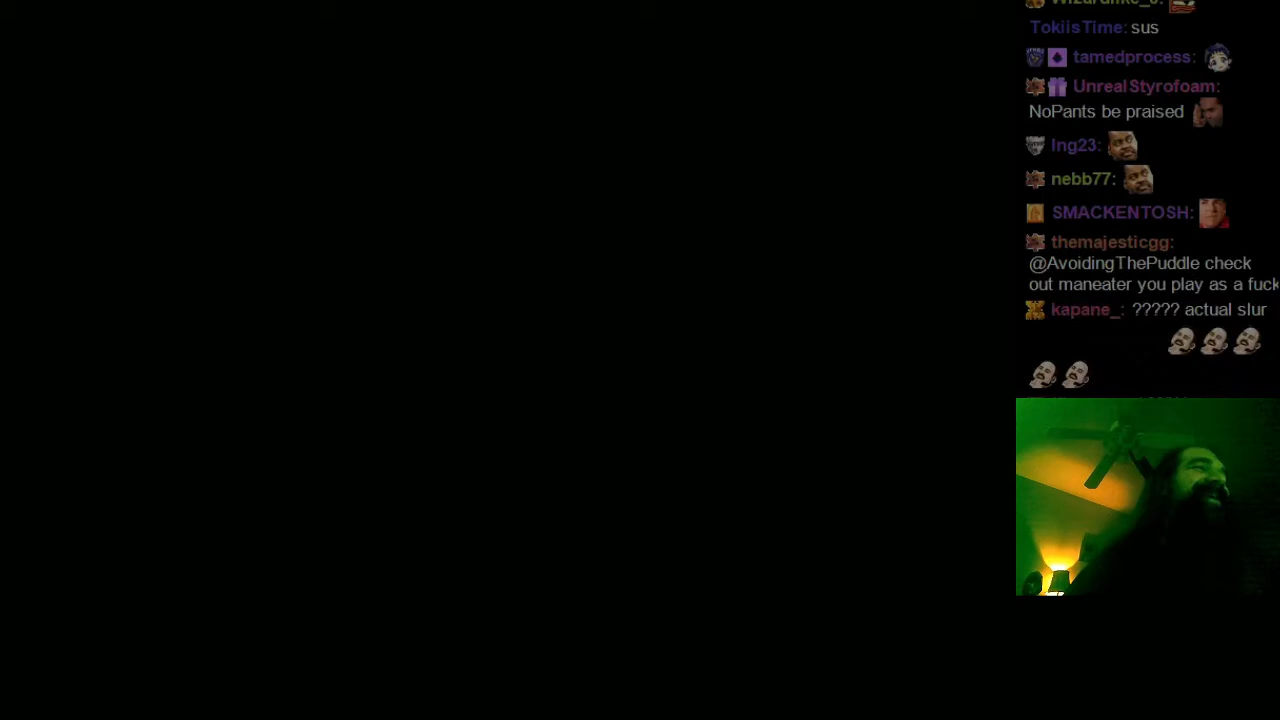 TokiisTime: sus
tamedprocess:
UnrealStyrofoam:
NoPants be praised
nebb77:
SMACKENTOSH:
themajesticgg:
@AvoidingThePuddle check
out maneater you play as a fuck
kapane_: ????? actual slur